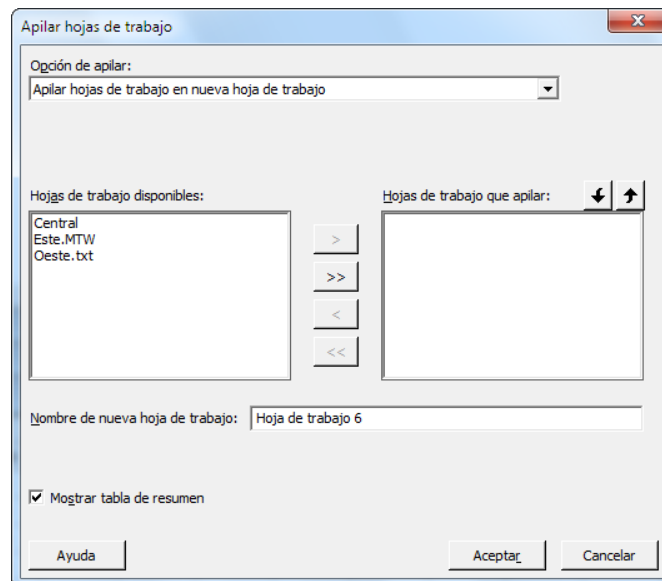 Apilar hojas de trabajo
Opción de apilar:
Apilar hojas de trabajo en nueva hoja de trabajo
Hojas de trabajo disponibles:
Hojas de trabajo que apilar:
Central
Este.MTW
Oeste.txt
>
>>
<
<<
Nombre de nueva hoja de trabajo:
Hoja de trabajo 6
Mostrar tabla de resumen
Ayuda
Aceptar
Cancelar